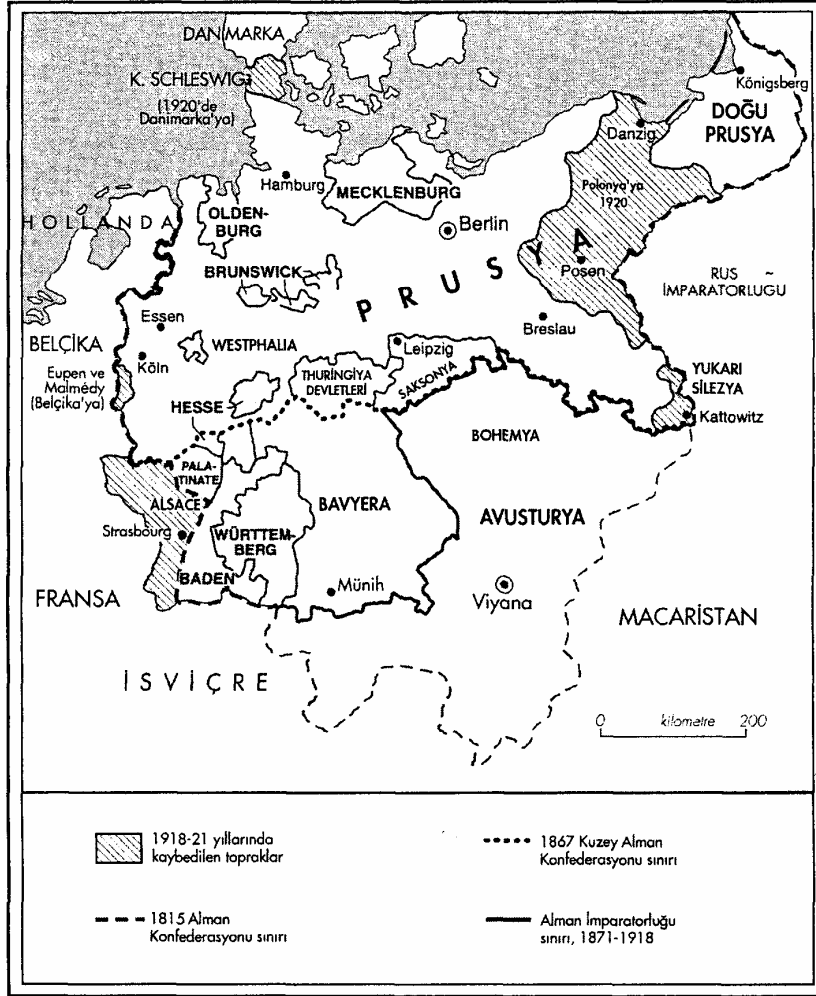 DANİMARKA
K. SCHLESWIG
(1920'de
Danimarka'ya)
Königsberg
DOĞU
PRUSYA
Danzig
Hamburg
MECKLENBURG
Polonya'ya
1920
HOLLANDA
OLDEN-
BURG
Berlin
BRUNSWICK
PRUSYA
Posen
RUS ~
İMPARATORLUGU
Essen
BELÇİKA
WESTPHALIA
Breslau
Leipzig
Köln
Eupen ve
Malmédy
(Belçika'ya)
THURİNGİYA
DEVLETLERİ
SAKSONYA
YUKARI
SİLEZYA
HESSE
Kattowitz
BOHEMYA
PALA-
TINATE
ALSACE
BAVYERA
AVUSTURYA
Strasbourg
WÜRTTEM-
BERG
BADEN
Münih
FRANSA
Viyana
MACARİSTAN
İSVİÇRE
0 kilometre 200
1918-21 yıllarında
kaybedilen topraklar
1867 Kuzey Alman
Konfederasyonu sınırı
1815 Alman
Konfederasyonu sınırı
Alman İmparatorluğu
sınırı, 1871-1918